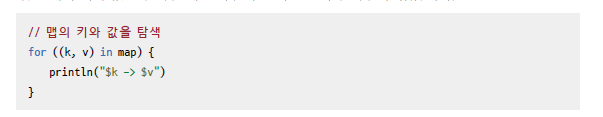 // 맵의 키와 값을 탐색
for ((k, v) in map) {
    println("$k -> $v")
}